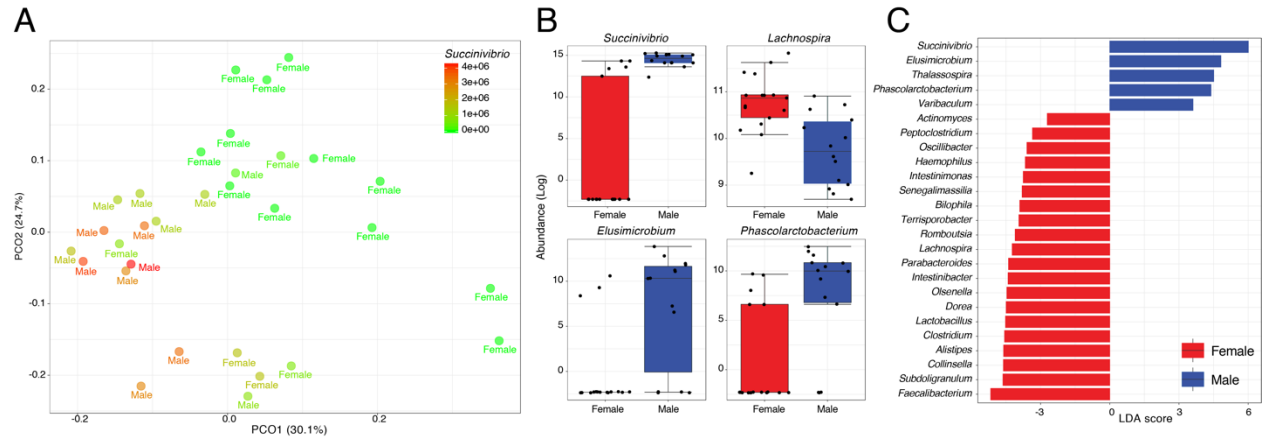 A
PCO2 (24.7%)
0.2
0.1
0.0
-0.1
-0.2
Succinivibrio
4e+06
3e+06
2e+06
1e+06
0e+00
Female
Female
Female
Female
Female
Female
Female
Male
Female
Female
Male
Male
Male
Female
Female
Male
Male
Male
Female
Male
Male
Male
Male
Female
Female
Male
Female
Female
Male
Female
Male
-0.2
-0.1
0.0
0.2
PCO1 (30.1%)
B
Abundance (Log)
Succinivibrio
15
10
5
0
Female
Male
Lachnospira
11
10
9
Female
Male
Elusimicrobium
10
5
0
Female
Male
Phascolarctobacterium
10
5
0
Female
Male
C
Succinivibrio
Elusimicrobium
Thalassospira
Phascolarctobacterium
Varibaculum
Actinomyces
Peptoclostridium
Oscillibacter
Haemophilus
Intestinimonas
Senegalimassilia
Bilophila
Terrisporobacter
Romboutsia
Lachnospira
Parabacteroides
Intestinibacter
Olsenella
Dorea
Lactobacillus
Clostridium
Alistipes
Collinsella
Subdoligranulum
Faecalibacterium
Female
Male
-3
0
3
6
LDA score